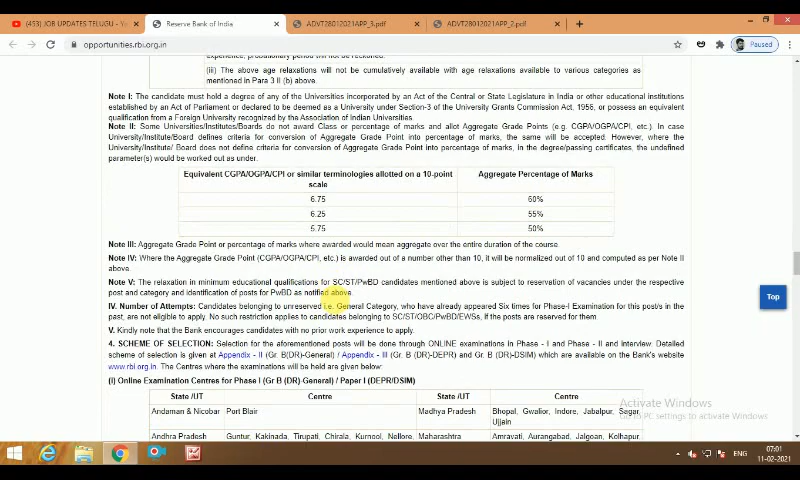 (453) JOB UPDATES TELUGU - Yo
Reserve Bank of India
ADVT28012021APP_3.pdf
ADVT28012021APP_2.pdf
opportunities.rbi.org.in
Paused
experience, probationary period will not be reckoned.
(iii) The above age relaxations will not be cumulatively available with age relaxations available to various categories as
mentioned in Para 3 II (b) above.
Note I: The candidate must hold a degree of any of the Universities incorporated by an Act of the Central or State Legislature in India or other educational institutions
established by an Act of Parliament or declared to be deemed as a University under Section-3 of the University Grants Commission Act, 1956, or possess an equivalent
qualification from a Foreign University recognized by the Association of Indian Universities.
Note II: Some Universities/Institutes/Boards do not award Class or percentage of marks and allot Aggregate Grade Points (e.g. CGPA/OGPA/CPI, etc.). In case
University/Institute/Board defines criteria for conversion of Aggregate Grade Point into percentage of marks, the same will be accepted. However, where the
University/Institute/ Board does not define criteria for conversion of Aggregate Grade Point into percentage of marks, in the degree/passing certificates, the undefined
parameter(s) would be worked out as under.
Equivalent CGPA/OGPA/CPI or similar terminologies allotted on a 10-point scale Aggregate Percentage of Marks
6.75 60%
6.25 55%
5.75 50%
Note III: Aggregate Grade Point or percentage of marks where awarded would mean aggregate over the entire duration of the course.
Note IV: Where the Aggregate Grade Point (CGPA/OGPA/CPI, etc.) is awarded out of a number other than 10, it will be normalized out of 10 and computed as per Note II
above.
Note V: The relaxation in minimum educational qualifications for SC/ST/PwBD candidates mentioned above is subject to reservation of vacancies under the respective
post and category and identification of posts for PwBD as notified above.
IV. Number of Attempts: Candidates belonging to unreserved i.e. General Category, who have already appeared Six times for Phase-I Examination for this post/s in the
past, are not eligible to apply. No such restriction applies to candidates belonging to SC/ST/OBC/PwBD/EWSs, if the posts are reserved for them.
V. Kindly note that the Bank encourages candidates with no prior work experience to apply.
4. SCHEME OF SELECTION: Selection for the aforementioned posts will be done through ONLINE examinations in Phase - I and Phase - II and Interview. Detailed
scheme of selection is given at Appendix - II (Gr B(DR)-General) / Appendix - III (Gr. B (DR)-DEPR) and Gr. B (DR)-DSIM) which are available on the Bank's website
www.rbi.org.in. The Centres where the examinations will be held are given below:
(i) Online Examination Centres for Phase I (Gr B (DR)-General) / Paper I (DEPR/DSIM)
State /UT Centre State /UT Centre
Andaman & Nicobar Port Blair Madhya Pradesh Bhopal, Gwalior, Indore, Jabalpur, Sagar,
Ujjain
Andhra Pradesh Guntur, Kakinada, Tirupati, Chirala, Kurnool, Nellore, Maharashtra Amravati, Aurangabad, Jalgoan, Kolhapur,
Top
Activate Windows
Go to PC settings to activate Windows
ENG
07:01
11-02-2021